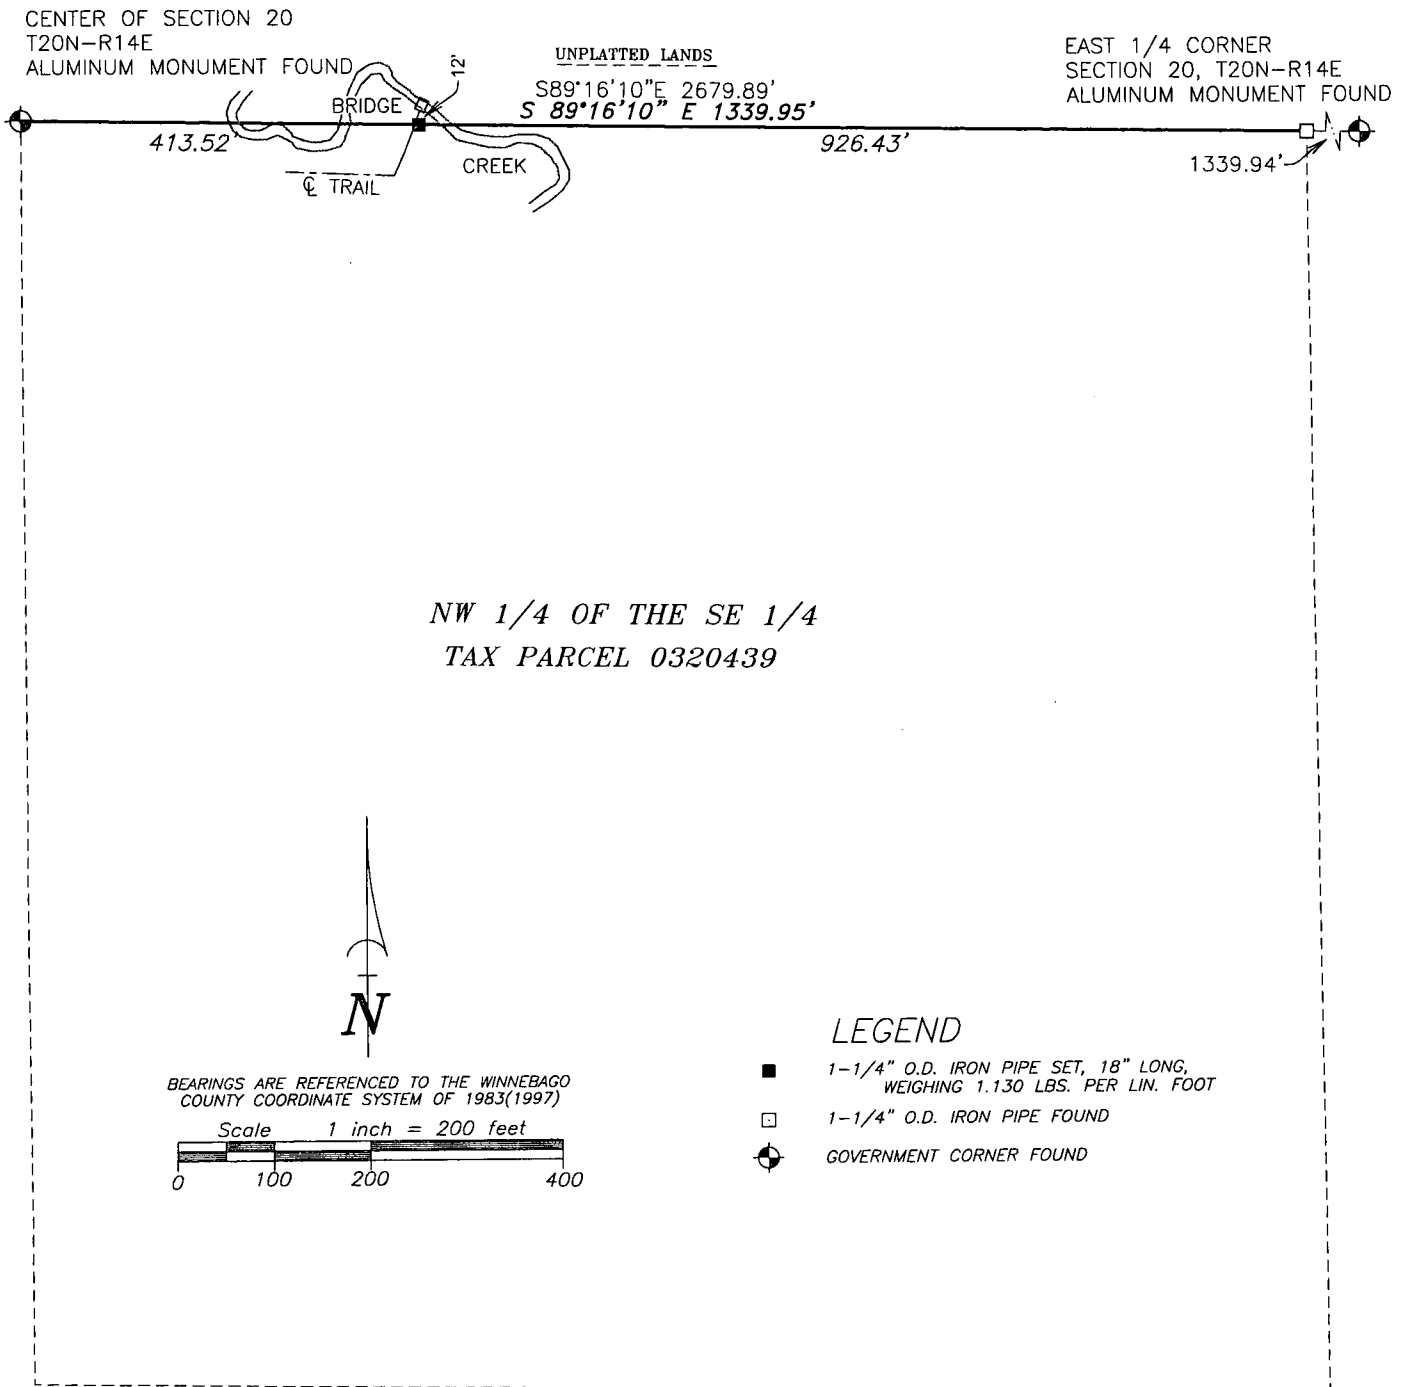 CENTER OF SECTION 20
T20N-R14E
ALUMINUM MONUMENT FOUND
12'
UNPLATTED LANDS
S89°16'10"E 2679.89'
S 89°16'10" E 1339.95'
EAST 1/4 CORNER
SECTION 20, T20N-R14E
ALUMINUM MONUMENT FOUND
BRIDGE
413.52'
926.43'
1339.94'
CREEK
℄ TRAIL
NW 1/4 OF THE SE 1/4
TAX PARCEL 0320439
N
BEARINGS ARE REFERENCED TO THE WINNEBAGO
COUNTY COORDINATE SYSTEM OF 1983(1997)
Scale 1 inch = 200 feet
0 100 200 400
LEGEND
1-1/4" O.D. IRON PIPE SET, 18" LONG,
WEIGHING 1.130 LBS. PER LIN. FOOT
1-1/4" O.D. IRON PIPE FOUND
GOVERNMENT CORNER FOUND